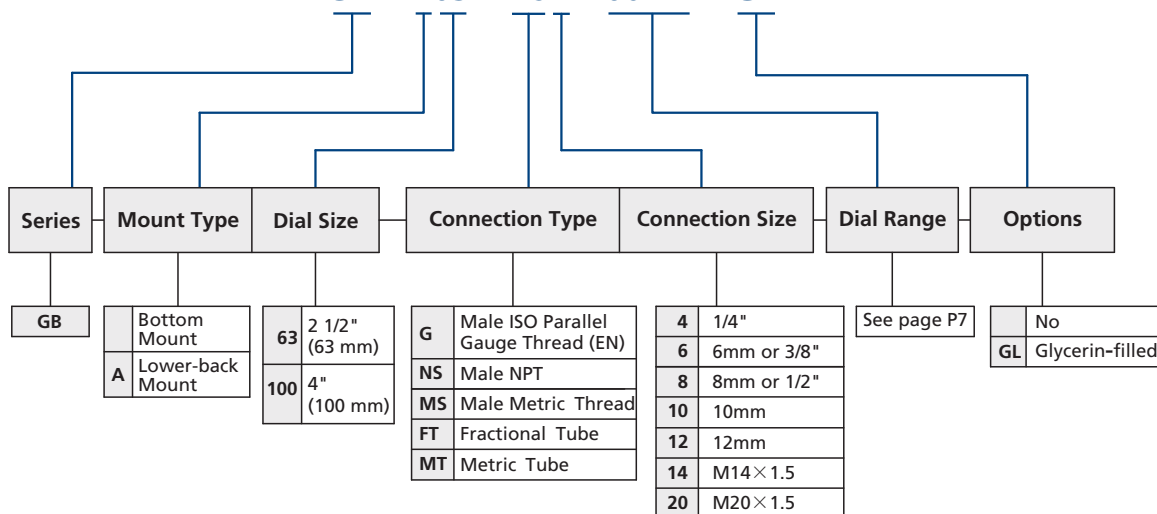 Series
Mount Type
Dial Size
Connection Type
Connection Size
Dial Range
Options
GB
Bottom
Mount
A Lower-back
Mount
63 2 1/2"
(63 mm)
100 4"
(100 mm)
G Male ISO Parallel
Gauge Thread (EN)
NS Male NPT
MS Male Metric Thread
FT Fractional Tube
MT Metric Tube
4 1/4"
6 6mm or 3/8"
8 8mm or 1/2"
10 10mm
12 12mm
14 M14×1.5
20 M20×1.5
See page P7
No
GL Glycerin-filled